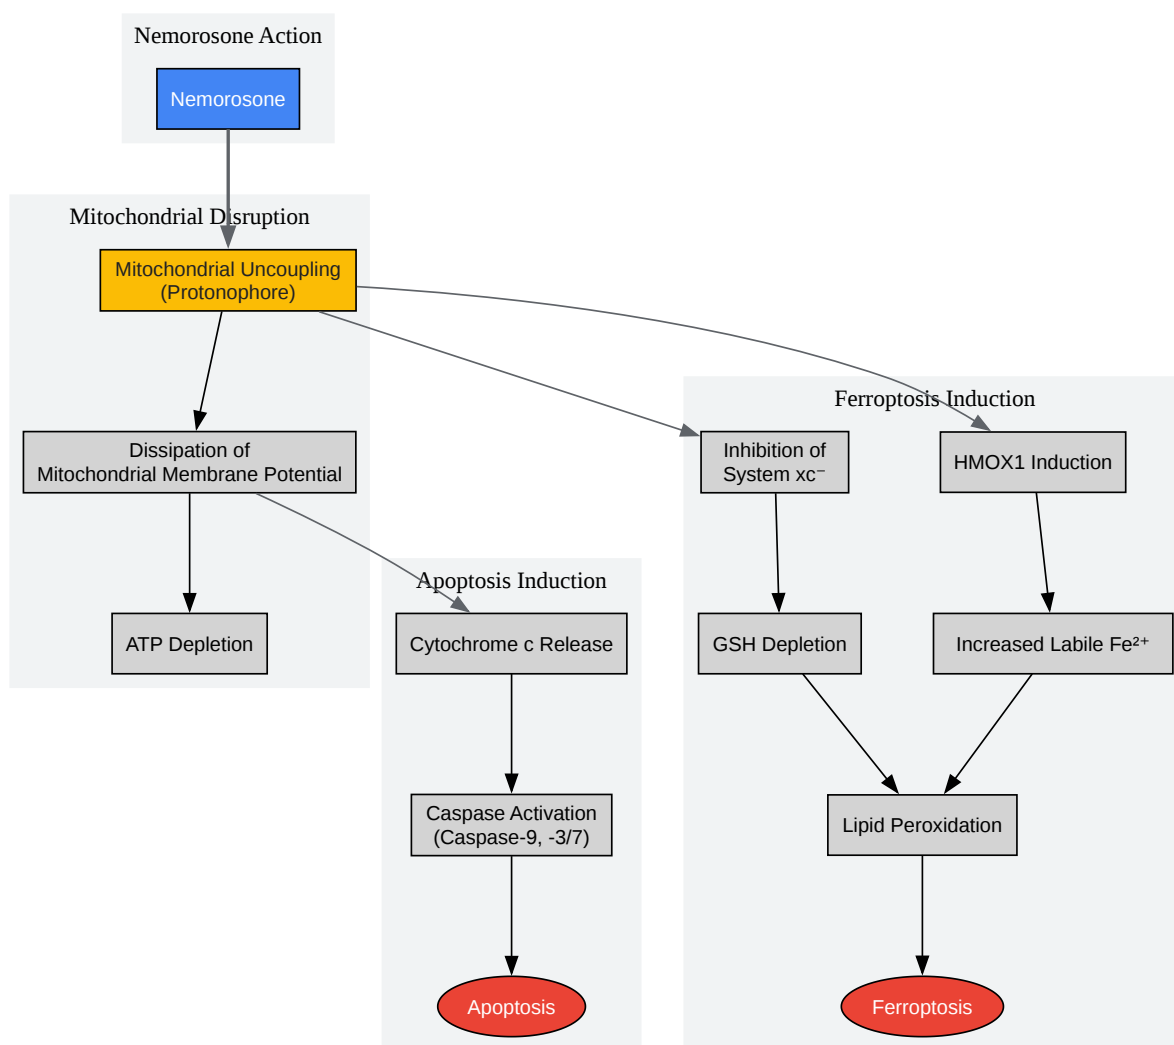 Nemorosone Action
Nemorosone
Mitochondrial Disruption
Mitochondrial Uncoupling
(Protonophore)
Dissipation of
Mitochondrial Membrane Potential
ATP Depletion
Apoptosis Induction
Cytochrome c Release
Caspase Activation
(Caspase-9, -3/7)
Apoptosis
Ferroptosis Induction
Inhibition of
System xc⁻
HMOX1 Induction
GSH Depletion
Increased Labile Fe²⁺
Lipid Peroxidation
Ferroptosis